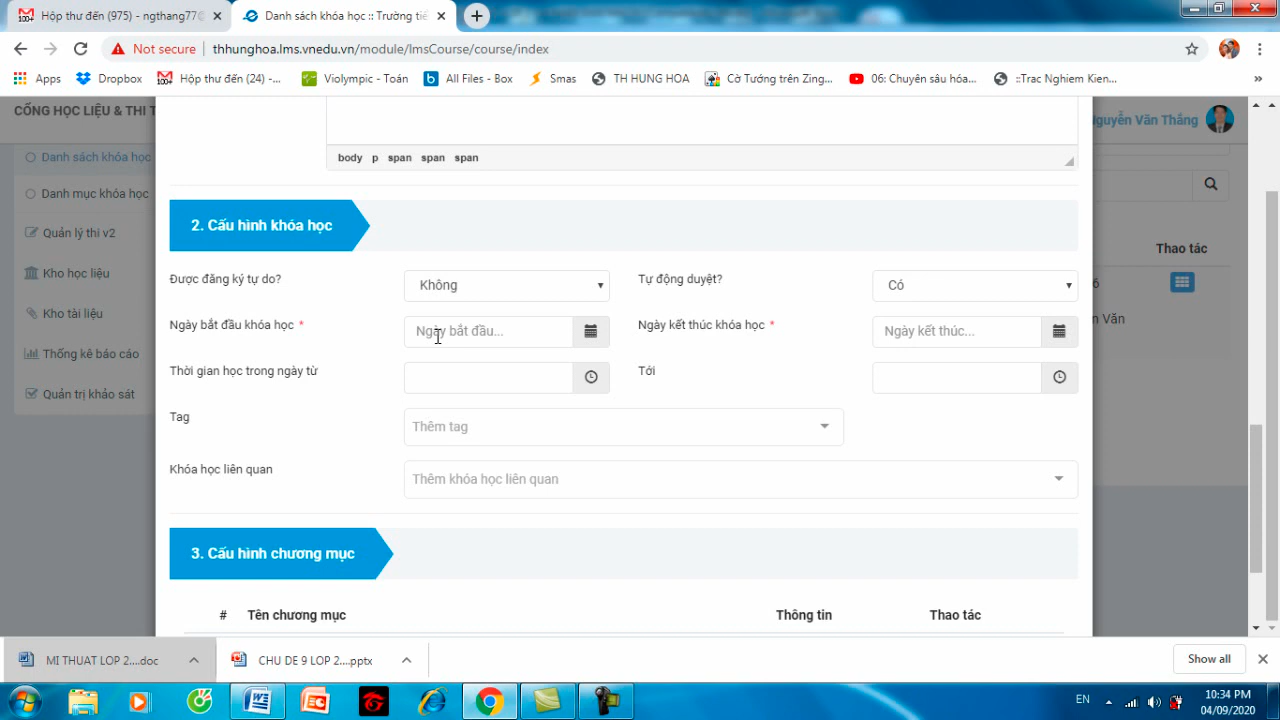 Hộp thư đến (975) - ngthang77@
Danh sách khóa học :: Trường tiể
Not secure
thhunghoa.lms.vnedu.vn/module/lmsCourse/course/index
Apps
Dropbox
Hộp thư đến (24) -...
Violympic - Toán
All Files - Box
Smas
TH HUNG HOA
Cờ Tướng trên Zing...
06: Chuyên sâu hóa...
::Trac Nghiem Kien...
CỔNG HỌC LIỆU & THI T
Nguyễn Văn Thắng
Danh sách khóa học
Danh mục khóa học
Quản lý thi v2
Kho học liệu
Kho tài liệu
Thống kê báo cáo
Quản trị khảo sát
body p span span span
2. Cấu hình khóa học
Được đăng ký tự do?
Không
Tự động duyệt?
Có
Ngày bắt đầu khóa học *
Ngày bắt đầu...
Ngày kết thúc khóa học *
Ngày kết thúc...
Thời gian học trong ngày từ
Tới
Tag
Thêm tag
Khóa học liên quan
Thêm khóa học liên quan
3. Cấu hình chương mục
# Tên chương mục Thông tin Thao tác
Thao tác
6
n Văn
MI THUAT LOP 2....doc
CHU DE 9 LOP 2....pptx
Show all
EN
10:34 PM
04/09/2020